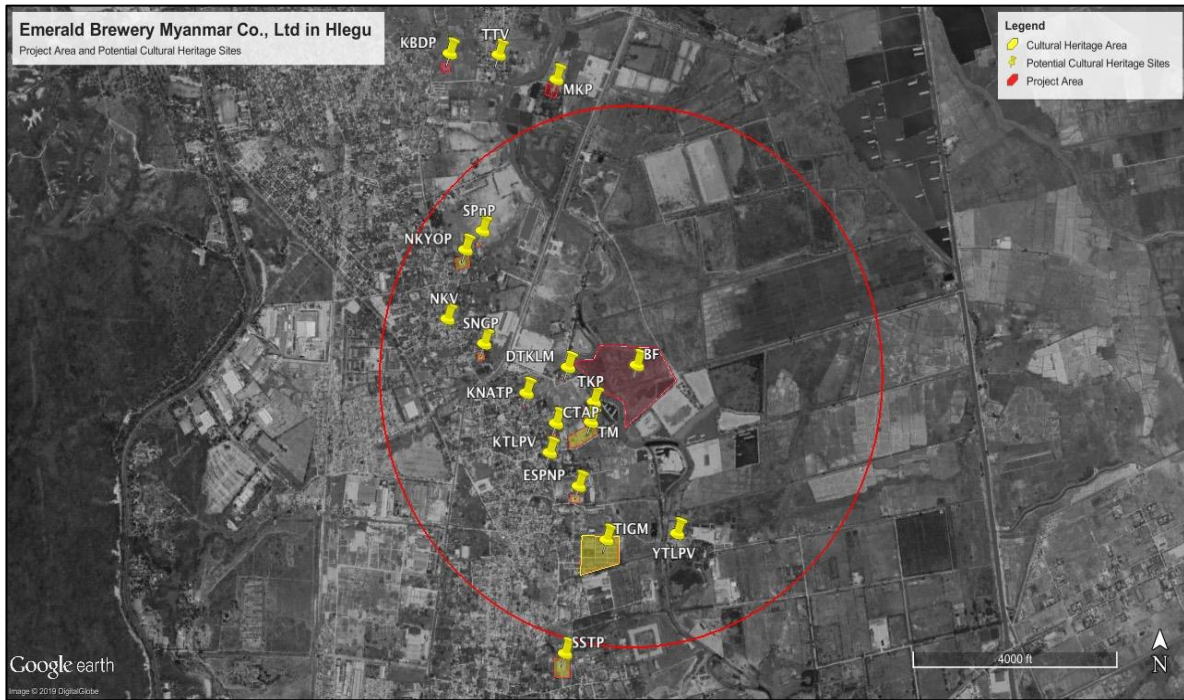 Emerald Brewery Myanmar Co., Ltd in Hlegu
Project Area and Potential Cultural Heritage Sites
Legend
Cultural Heritage Area
Potential Cultural Heritage Sites
Project Area
KBDP
TTV
MKP
SPnP
NKYOP
NKV
SNGP
DTKLM
BF
TKP
KNATP
CTAP
TM
KTLPV
ESPNP
TIGM
YTLPV
SSTP
Google earth
Image © 2019 DigitalGlobe
4000 ft
N